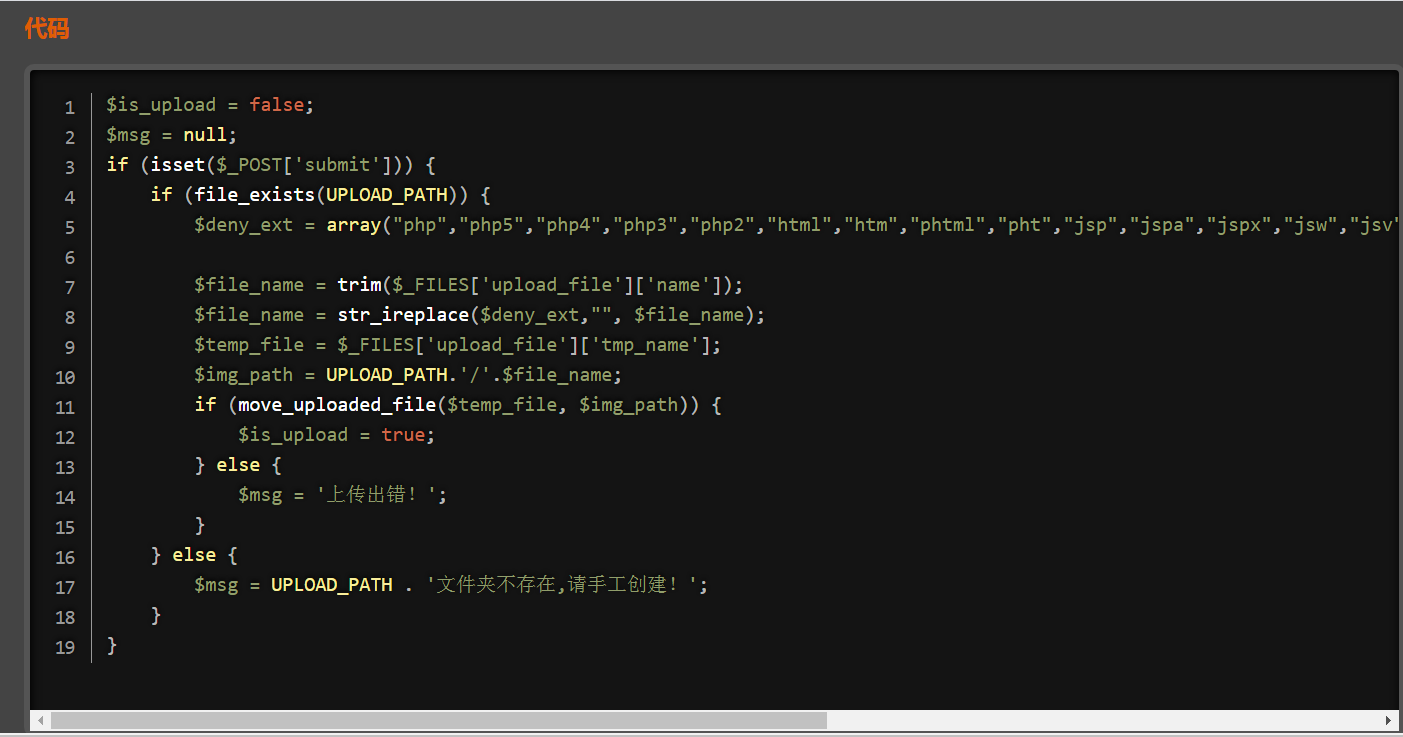 代码
1 $is_upload = false;
2 $msg = null;
3 if (isset($_POST['submit'])) {
4     if (file_exists(UPLOAD_PATH)) {
5         $deny_ext = array("php","php5","php4","php3","php2","html","htm","phtml","pht","jsp","jspa","jspx","jsw","jsv"
6
7         $file_name = trim($_FILES['upload_file']['name']);
8         $file_name = str_ireplace($deny_ext,"", $file_name);
9         $temp_file = $_FILES['upload_file']['tmp_name'];
10         $img_path = UPLOAD_PATH.'/'.$file_name;
11         if (move_uploaded_file($temp_file, $img_path)) {
12             $is_upload = true;
13         } else {
14             $msg = '上传出错！';
15         }
16     } else {
17         $msg = UPLOAD_PATH . '文件夹不存在,请手工创建！';
18     }
19 }